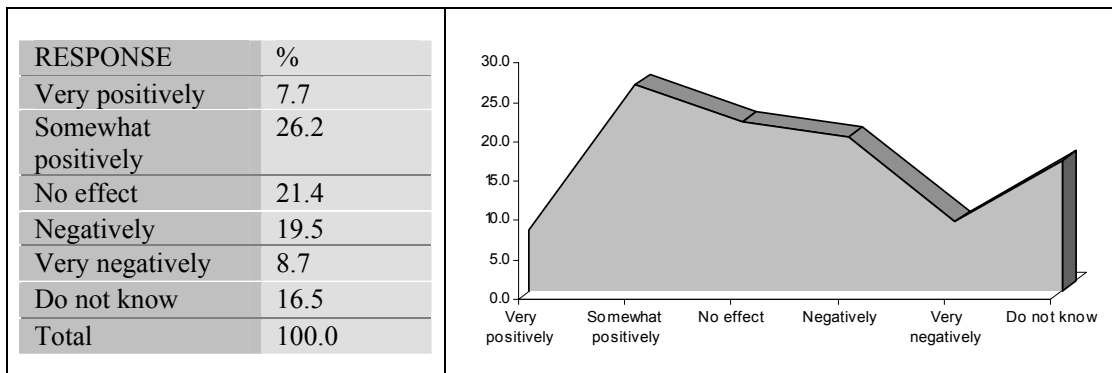 RESPONSE %
Very positively 7.7
Somewhat positively 26.2
No effect 21.4
Negatively 19.5
Very negatively 8.7
Do not know 16.5
Total 100.0
30.0
25.0
20.0
15.0
10.0
5.0
0.0
Very positively
Somewhat positively
No effect
Negatively
Very negatively
Do not know